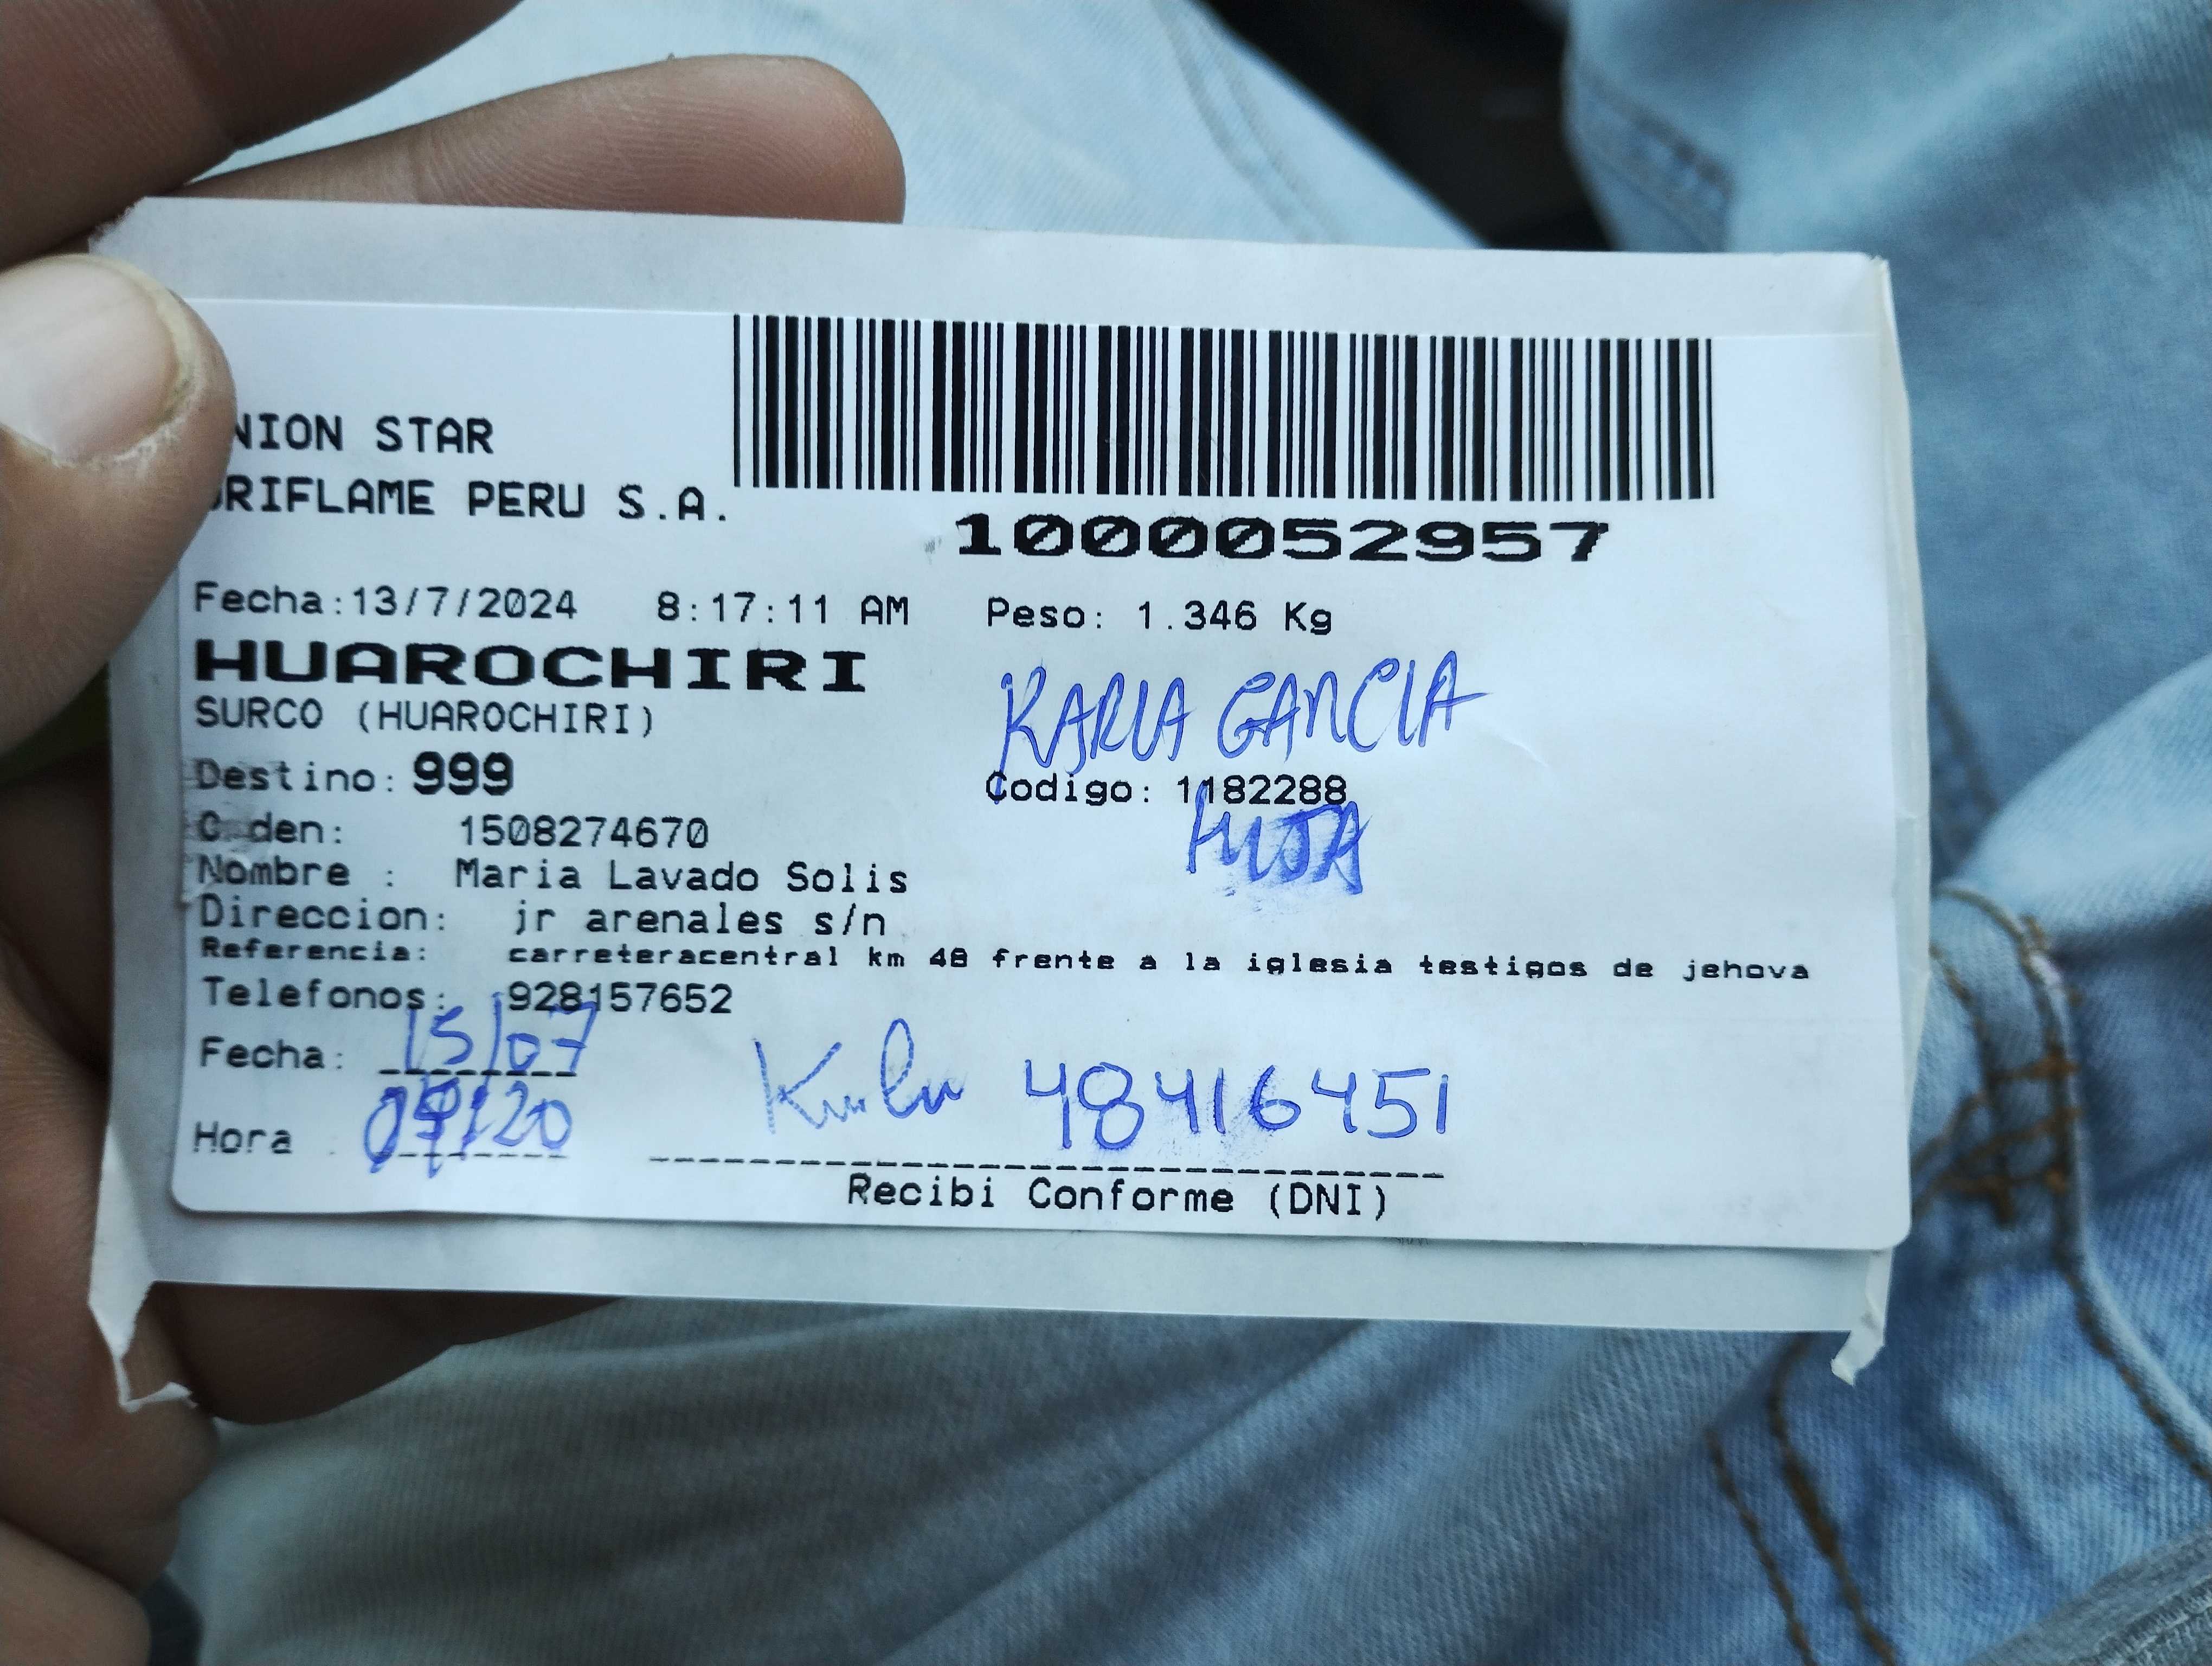 NION STAR
RIFLAME PERU S.A.
1000052957
Fecha:13/7/2024 8:17:11 AM Peso: 1.346 Kg
HUAROCHIRI
SURCO (HUAROCHIRI)
KARLA GARCIA
Destino: 999
Codigo: 1182288
HIJA
O den: 1508274670
Nombre : Maria Lavado Solis
Direccion: jr arenales s/n
Referencia: carreteracentral km 48 frente a la iglesia testigos de jehova
Telefonos: 928157652
Fecha: 15/07
48416451
Hora :
Recibi Conforme (DNI)